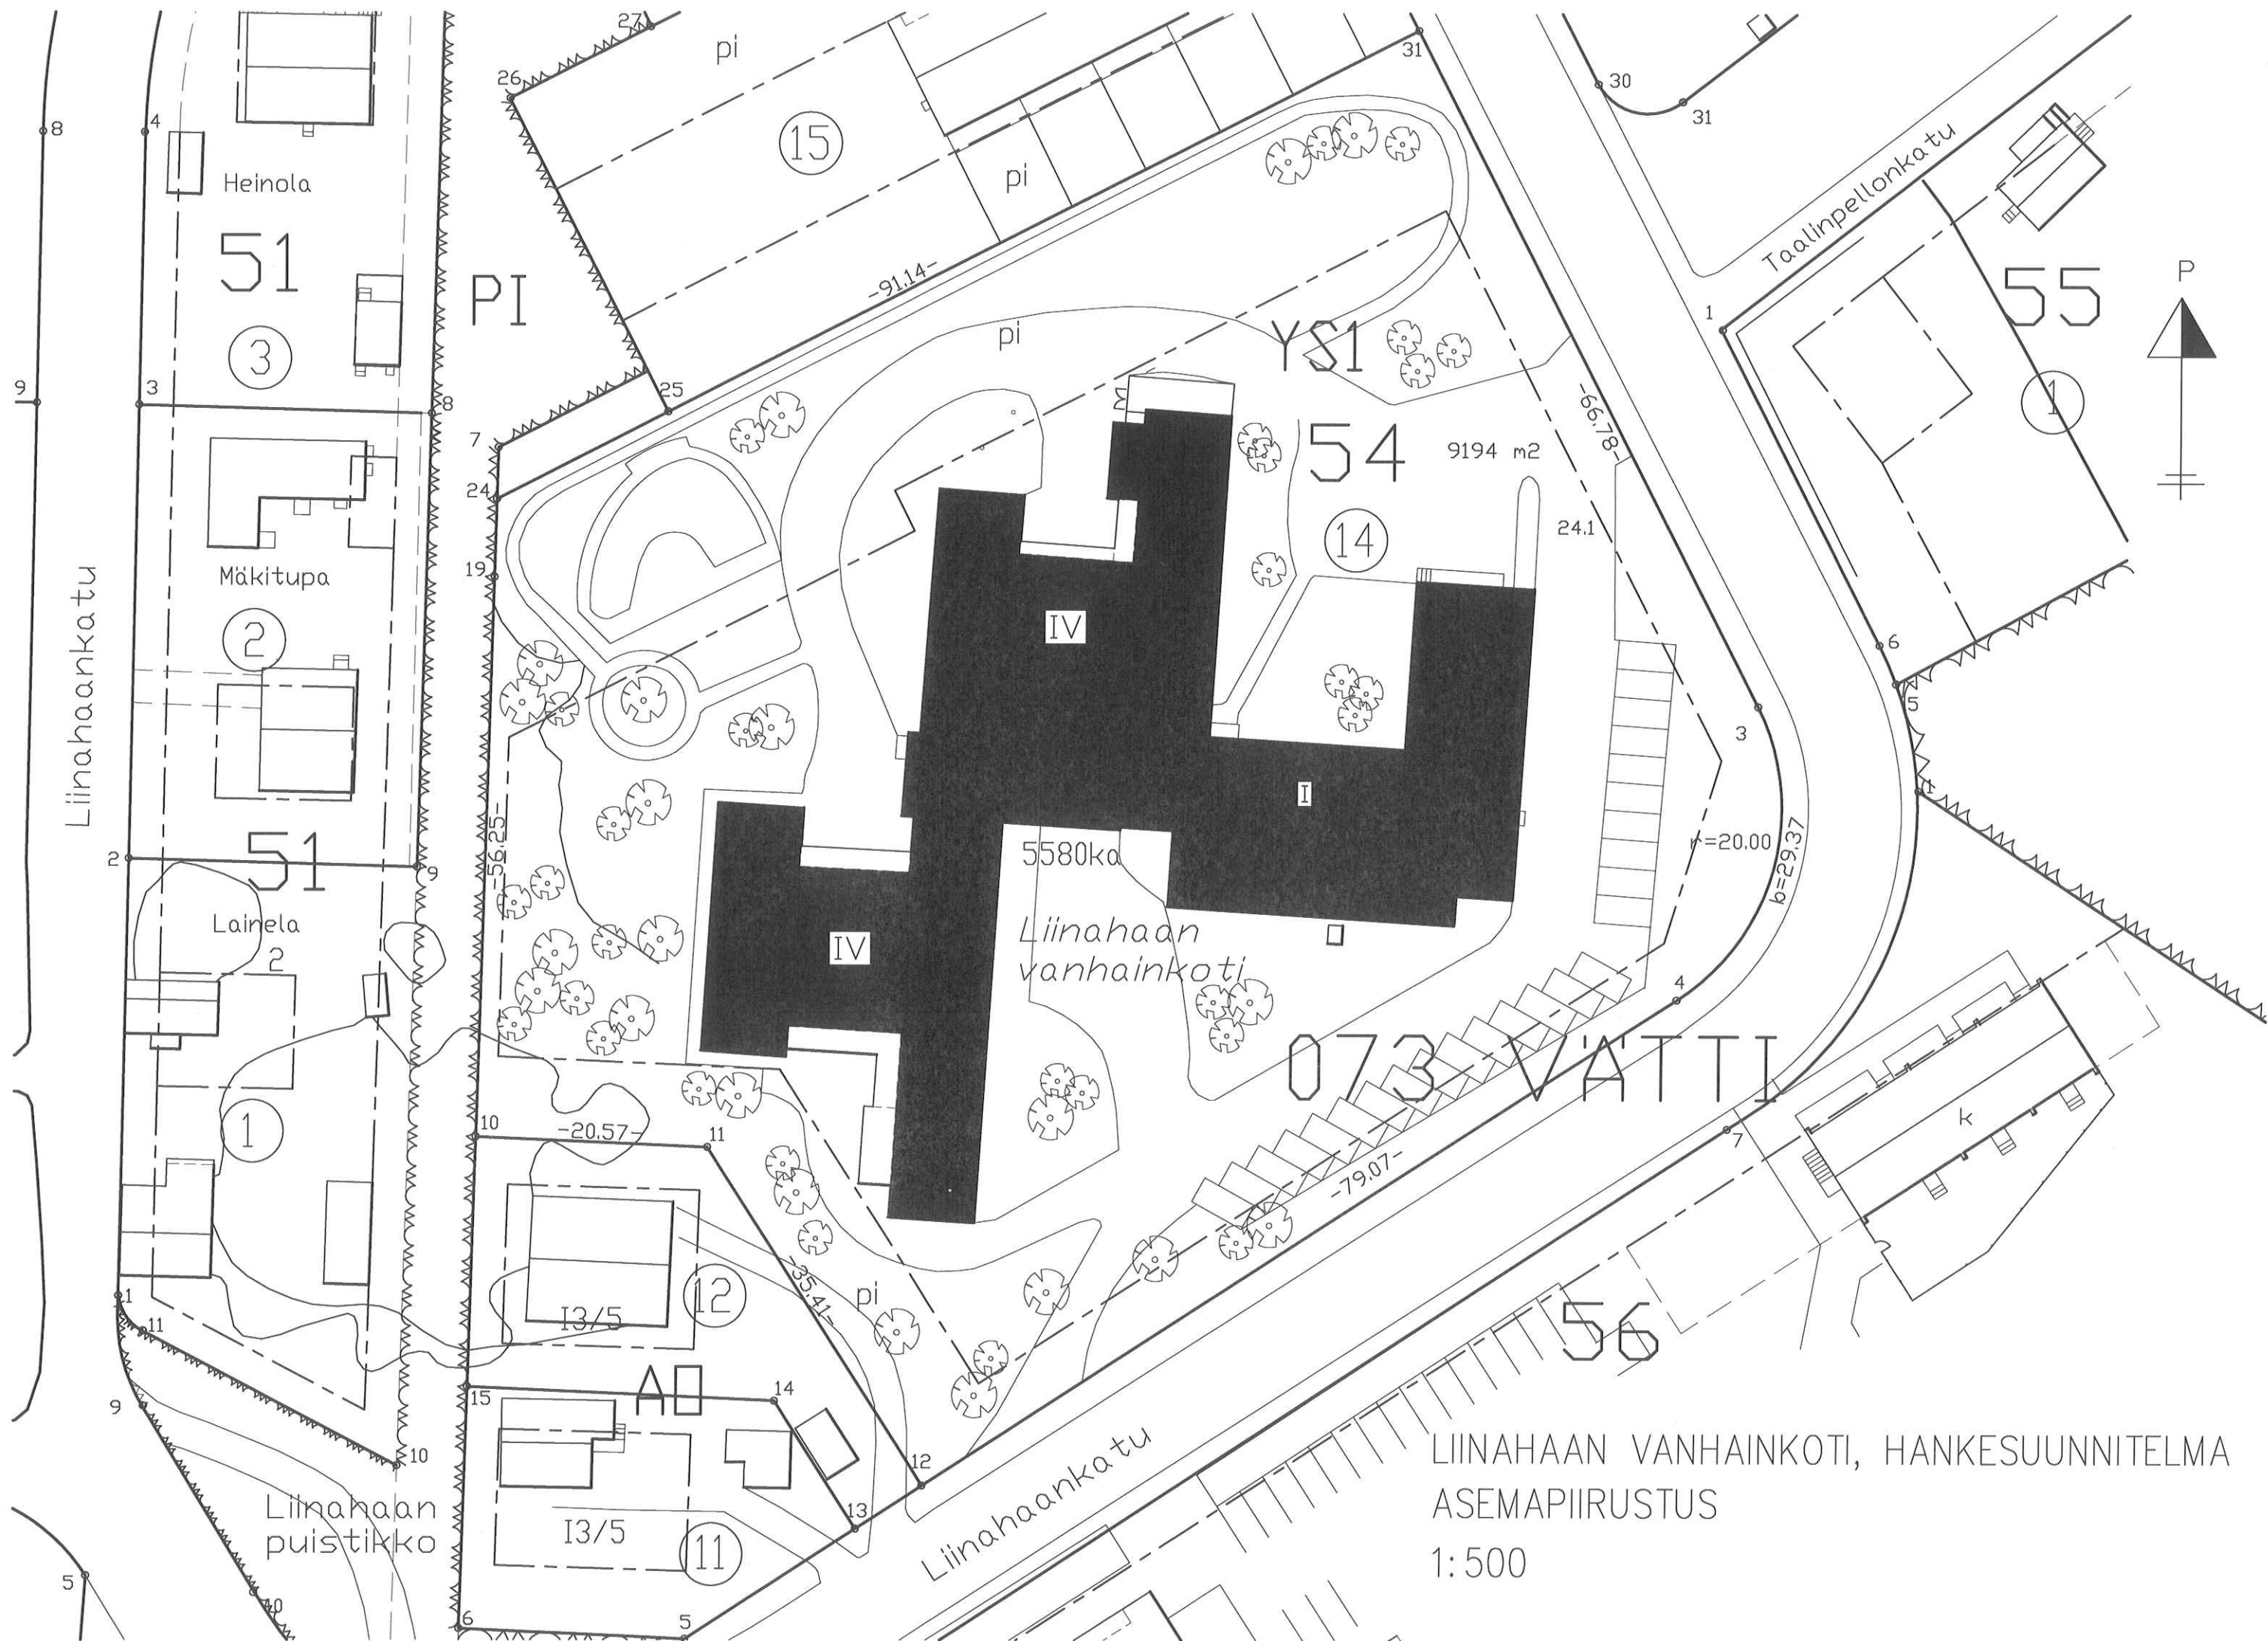 27
26
pi
31
30
31
8
4
15
Taalinpellonkatu
Heinola
pi
51
PI
-91.14-
55
P
3
pi
YS1
1
1
9
3
8
25
-66.78-
7
54
9194 m2
24
14
24.1
19
Mäkitupa
2
Liinahaankatu
IV
6
5
3
I
1
r=20.00
b=29.37
-56.25-
2
51
9
5580ka
Lainela
2
IV
Liinahaan
vanhainkoti
4
073 VÄTTI
1
10
-20.57-
11
7
k
-79.07-
1
11
12
I3/5
-35.41-
pi
56
9
15
AO
14
10
12
13
Liinahaan
puistikko
I3/5
11
Liinahaankatu
5
40
6
5
LIINAHAAN VANHAINKOTI, HANKESUUNNITELMA
ASEMAPIIRUSTUS
1:500